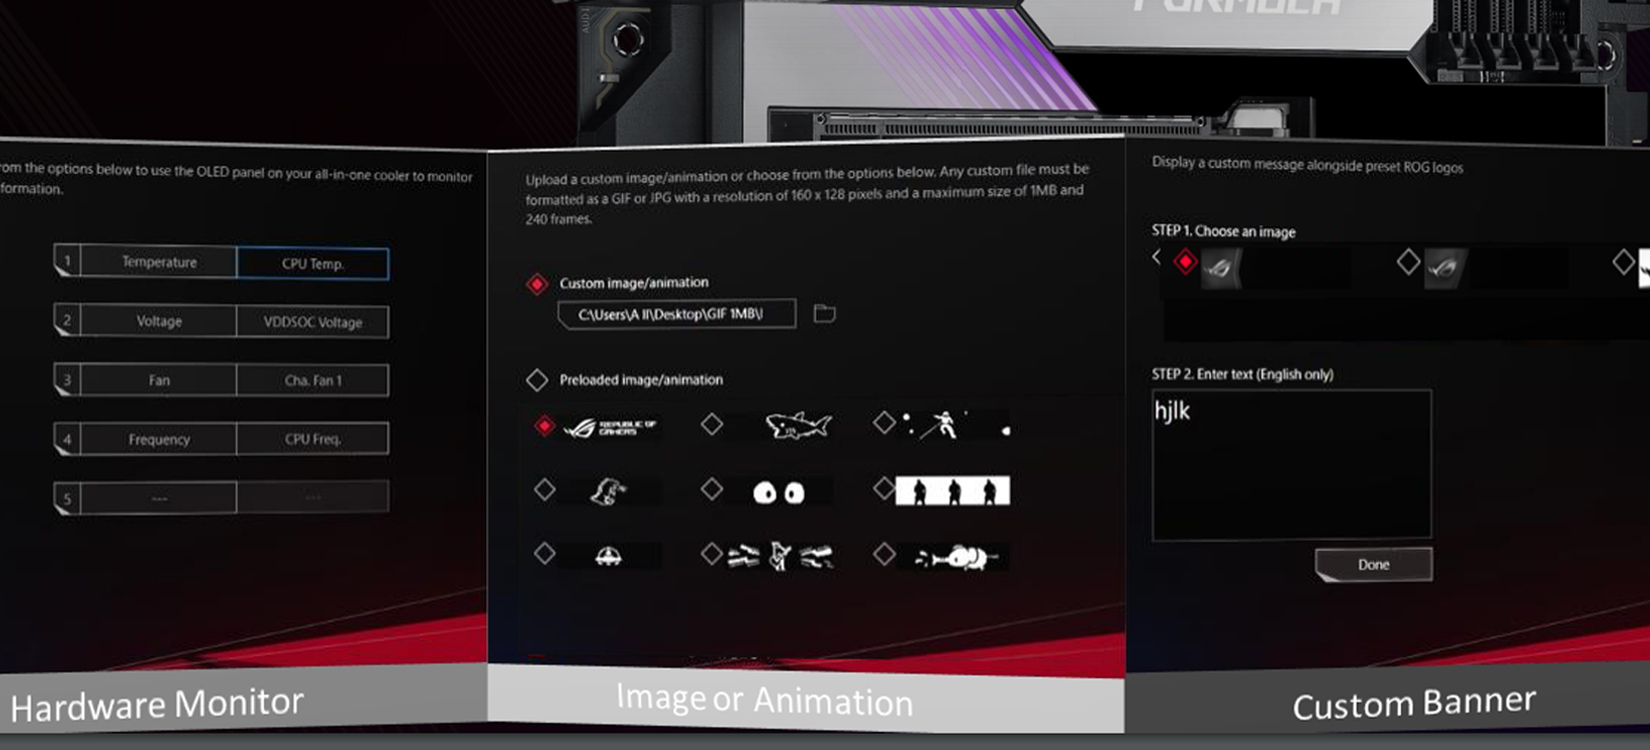 FORMULA
rom the options below to use the OLED panel on your all-in-one cooler to monitor
formation.
1 Temperature CPU Temp.
2 Voltage VDDSOC Voltage
3 Fan Cha. Fan 1
4 Frequency CPU Freq.
5 --- ---
Hardware Monitor
Upload a custom image/animation or choose from the options below. Any custom file must be
formatted as a GIF or JPG with a resolution of 160 x 128 pixels and a maximum size of 1MB and
240 frames.
Custom image/animation
C:\Users\A II\Desktop\GIF 1MB\I
Preloaded image/animation
REPUBLIC OF
GAMERS
Image or Animation
Display a custom message alongside preset ROG logos
STEP 1. Choose an image
STEP 2. Enter text (English only)
hjlk
Done
Custom Banner